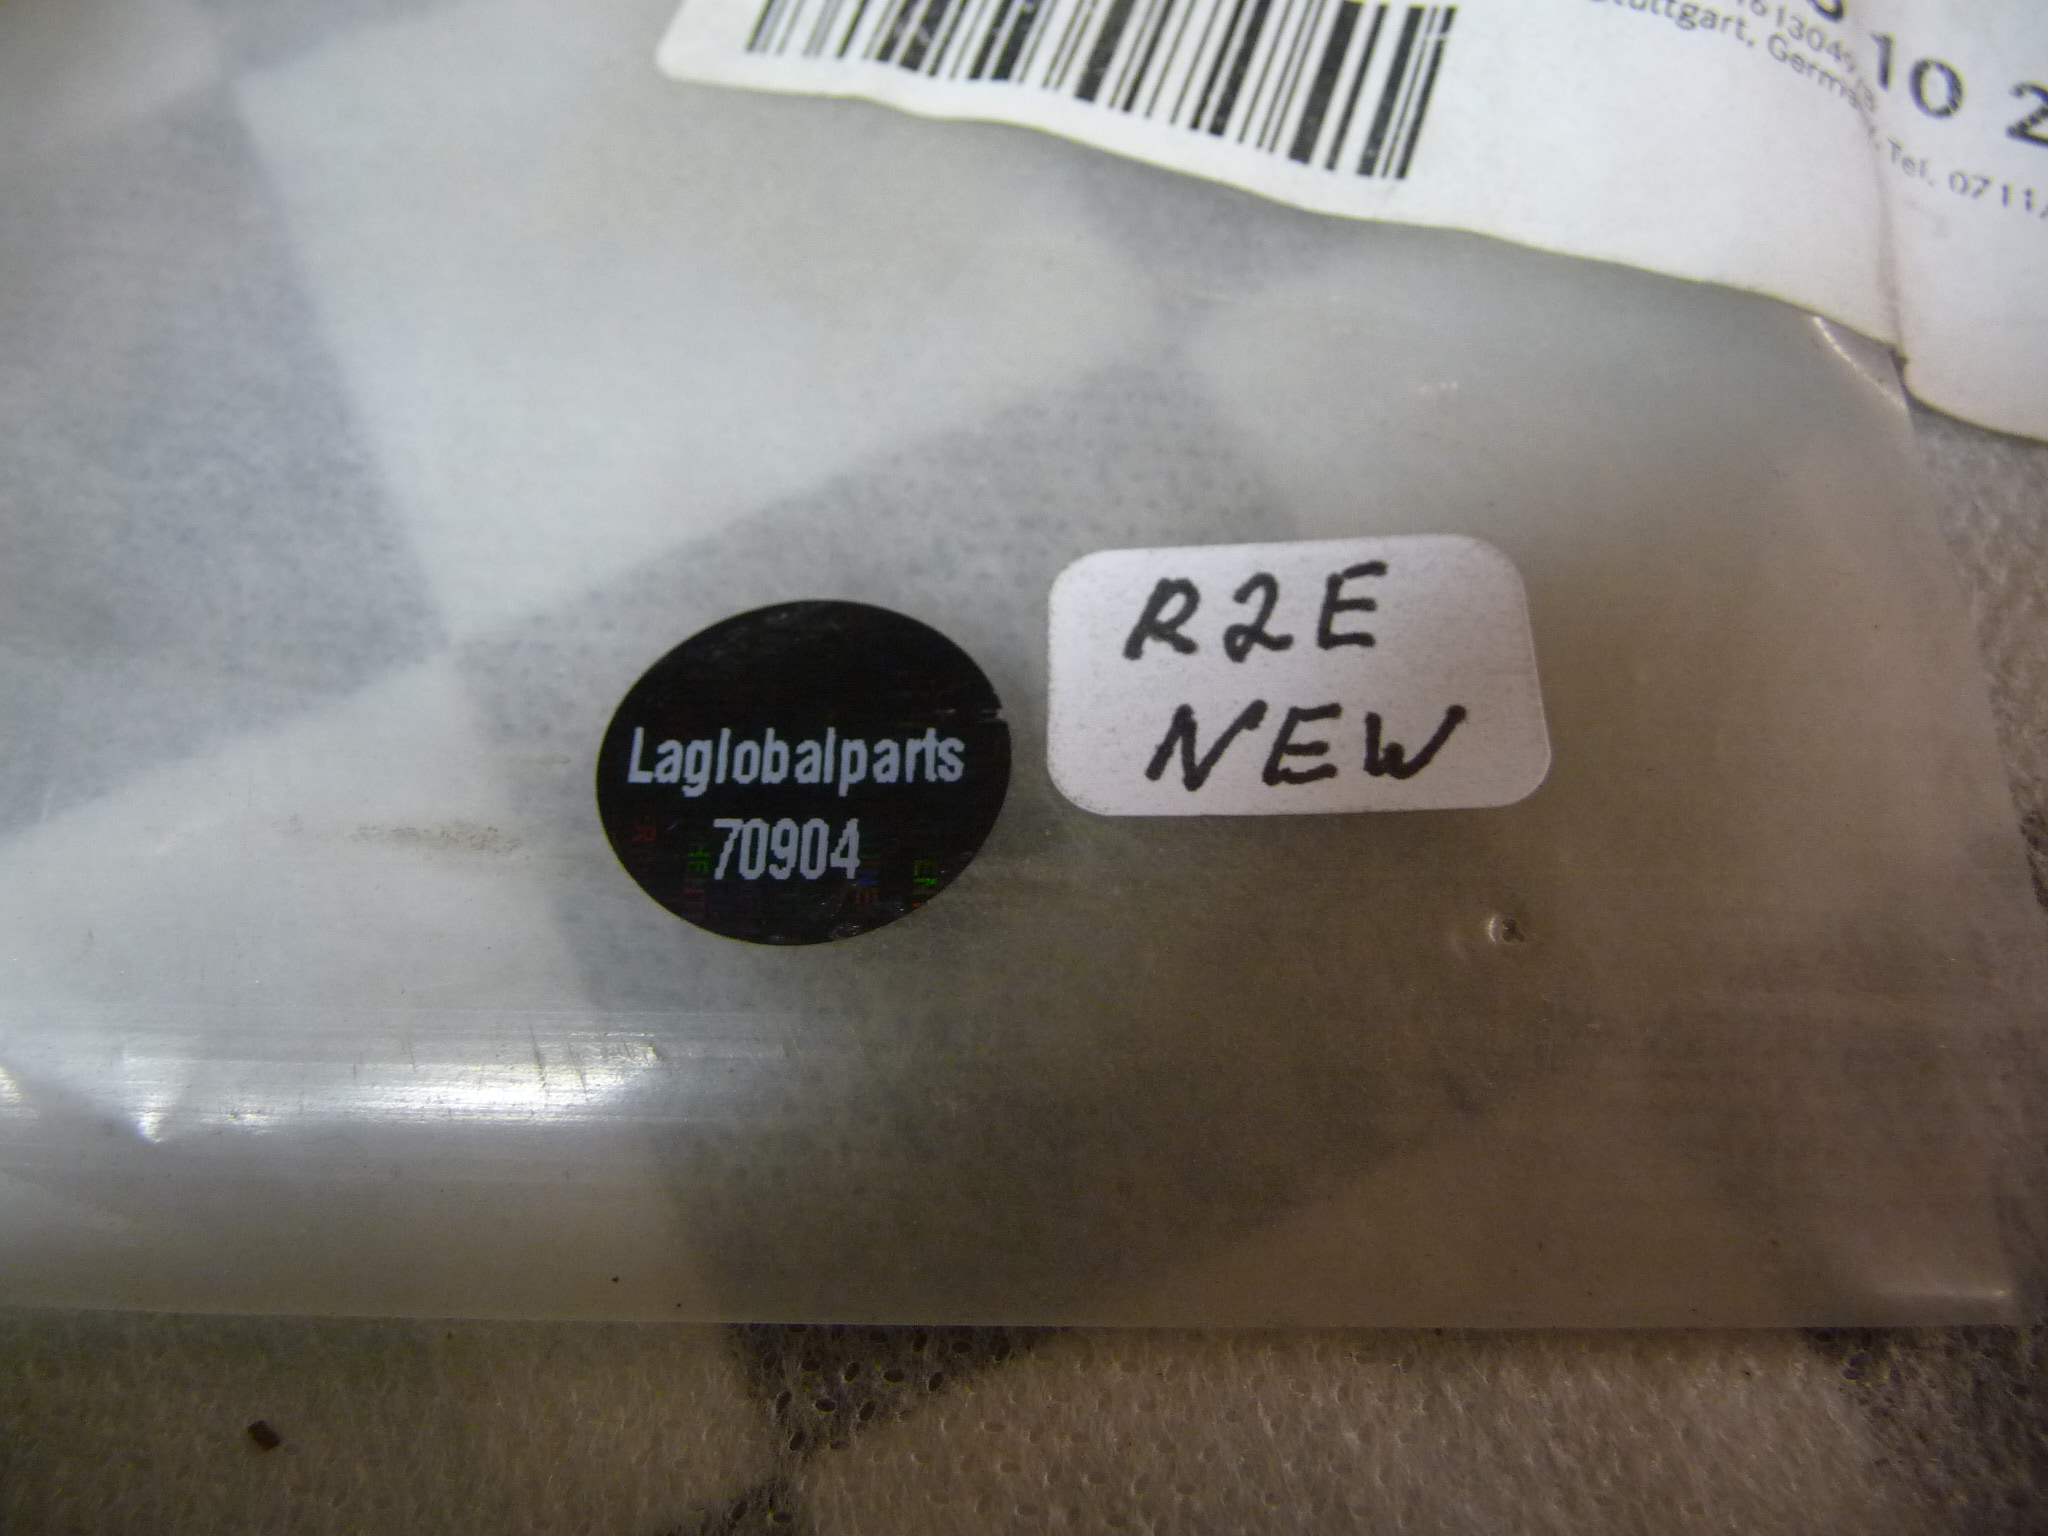 10 2
Stuttgart, Germany, Tel. 0711/
Laglobalparts
70904
R2E
NEW